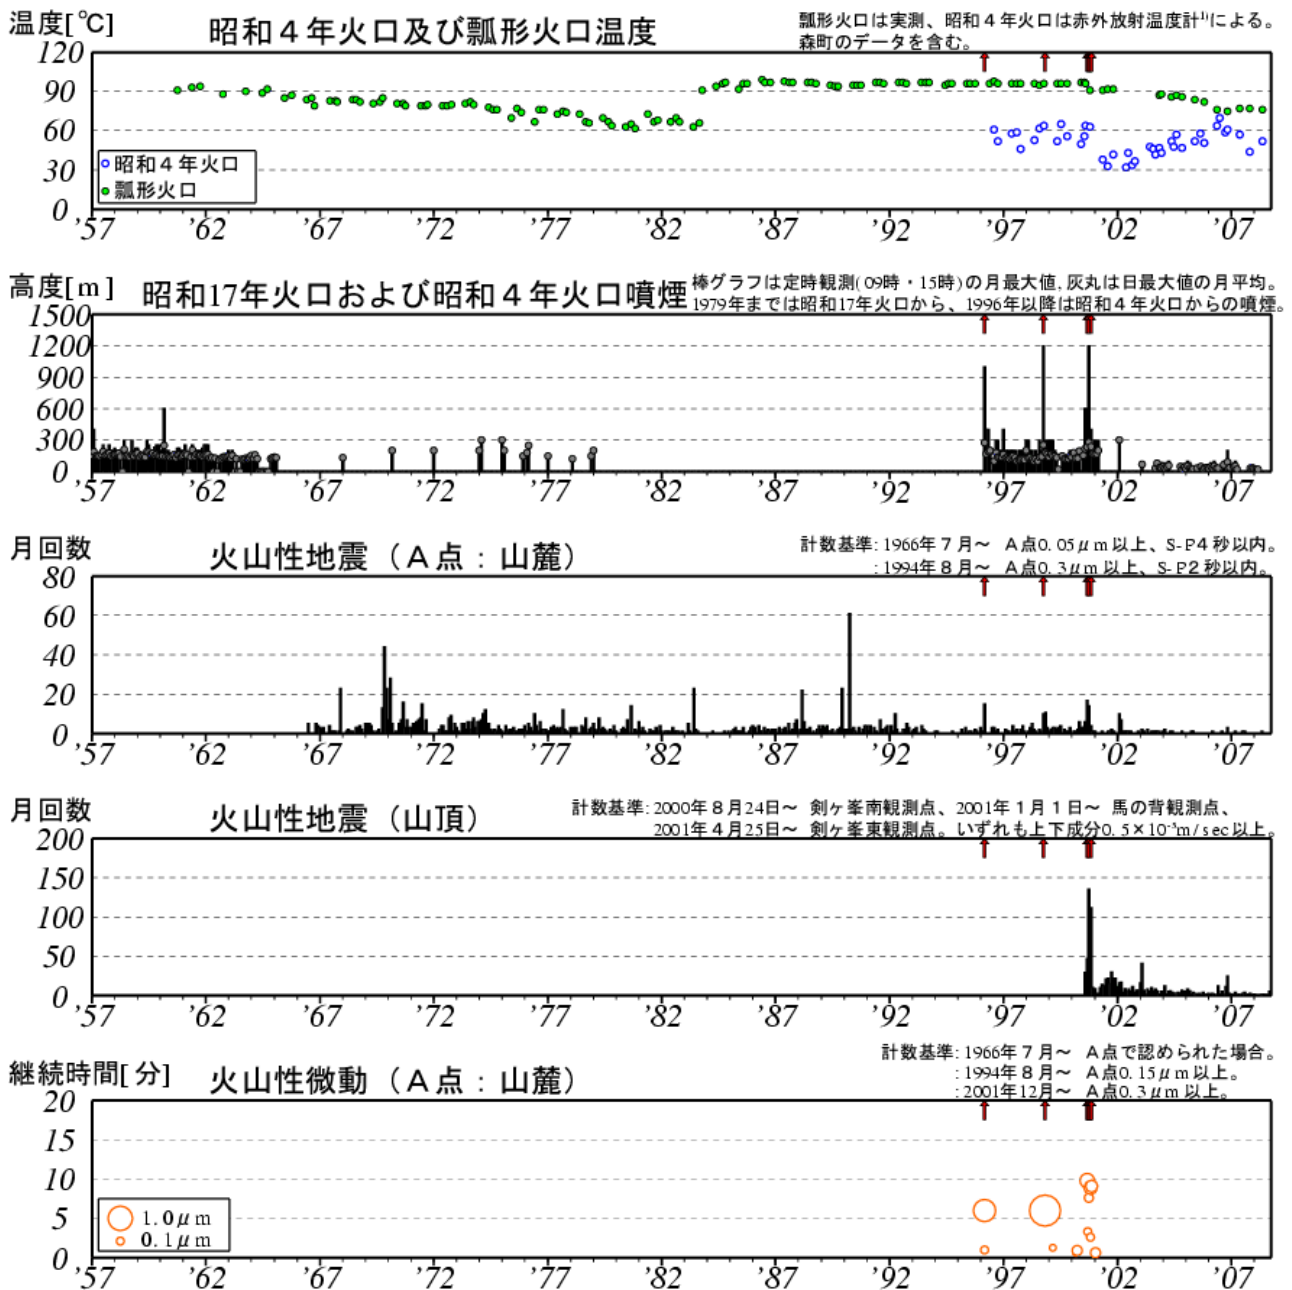 温度[℃]
昭和４年火口及び瓢形火口温度
瓢形火口は実測、昭和４年火口は赤外放射温度計¹⁾による。
森町のデータを含む。
120
90
60
30
0
昭和４年火口
瓢形火口
'57 '62 '67 '72 '77 '82 '87 '92 '97 '02 '07
高度[m]
昭和17年火口および昭和４年火口噴煙
棒グラフは定時観測(09時・15時)の月最大値,灰丸は日最大値の月平均。
1979年までは昭和17年火口から、1996年以降は昭和４年火口からの噴煙。
1500
1200
900
600
300
0
'57 '62 '67 '72 '77 '82 '87 '92 '97 '02 '07
月回数
火山性地震（Ａ点：山麓）
計数基準: 1966年７月～ Ａ点0.05μm以上、S-P４秒以内。
: 1994年８月～ Ａ点0.3μm以上、S-P２秒以内。
80
60
40
20
0
'57 '62 '67 '72 '77 '82 '87 '92 '97 '02 '07
月回数
火山性地震（山頂）
計数基準: 2000年８月24日～ 剣ヶ峯南観測点、2001年１月１日～ 馬の背観測点、
2001年４月25日～ 剣ヶ峯東観測点。いずれも上下成分0.5×10⁻⁵m/sec以上。
200
150
100
50
0
'57 '62 '67 '72 '77 '82 '87 '92 '97 '02 '07
継続時間[分]
火山性微動（Ａ点：山麓）
計数基準: 1966年７月～ Ａ点で認められた場合。
: 1994年８月～ Ａ点0.15μm以上。
: 2001年12月～ Ａ点0.3μm以上。
20
15
10
5
0
1.0μm
0.1μm
'57 '62 '67 '72 '77 '82 '87 '92 '97 '02 '07